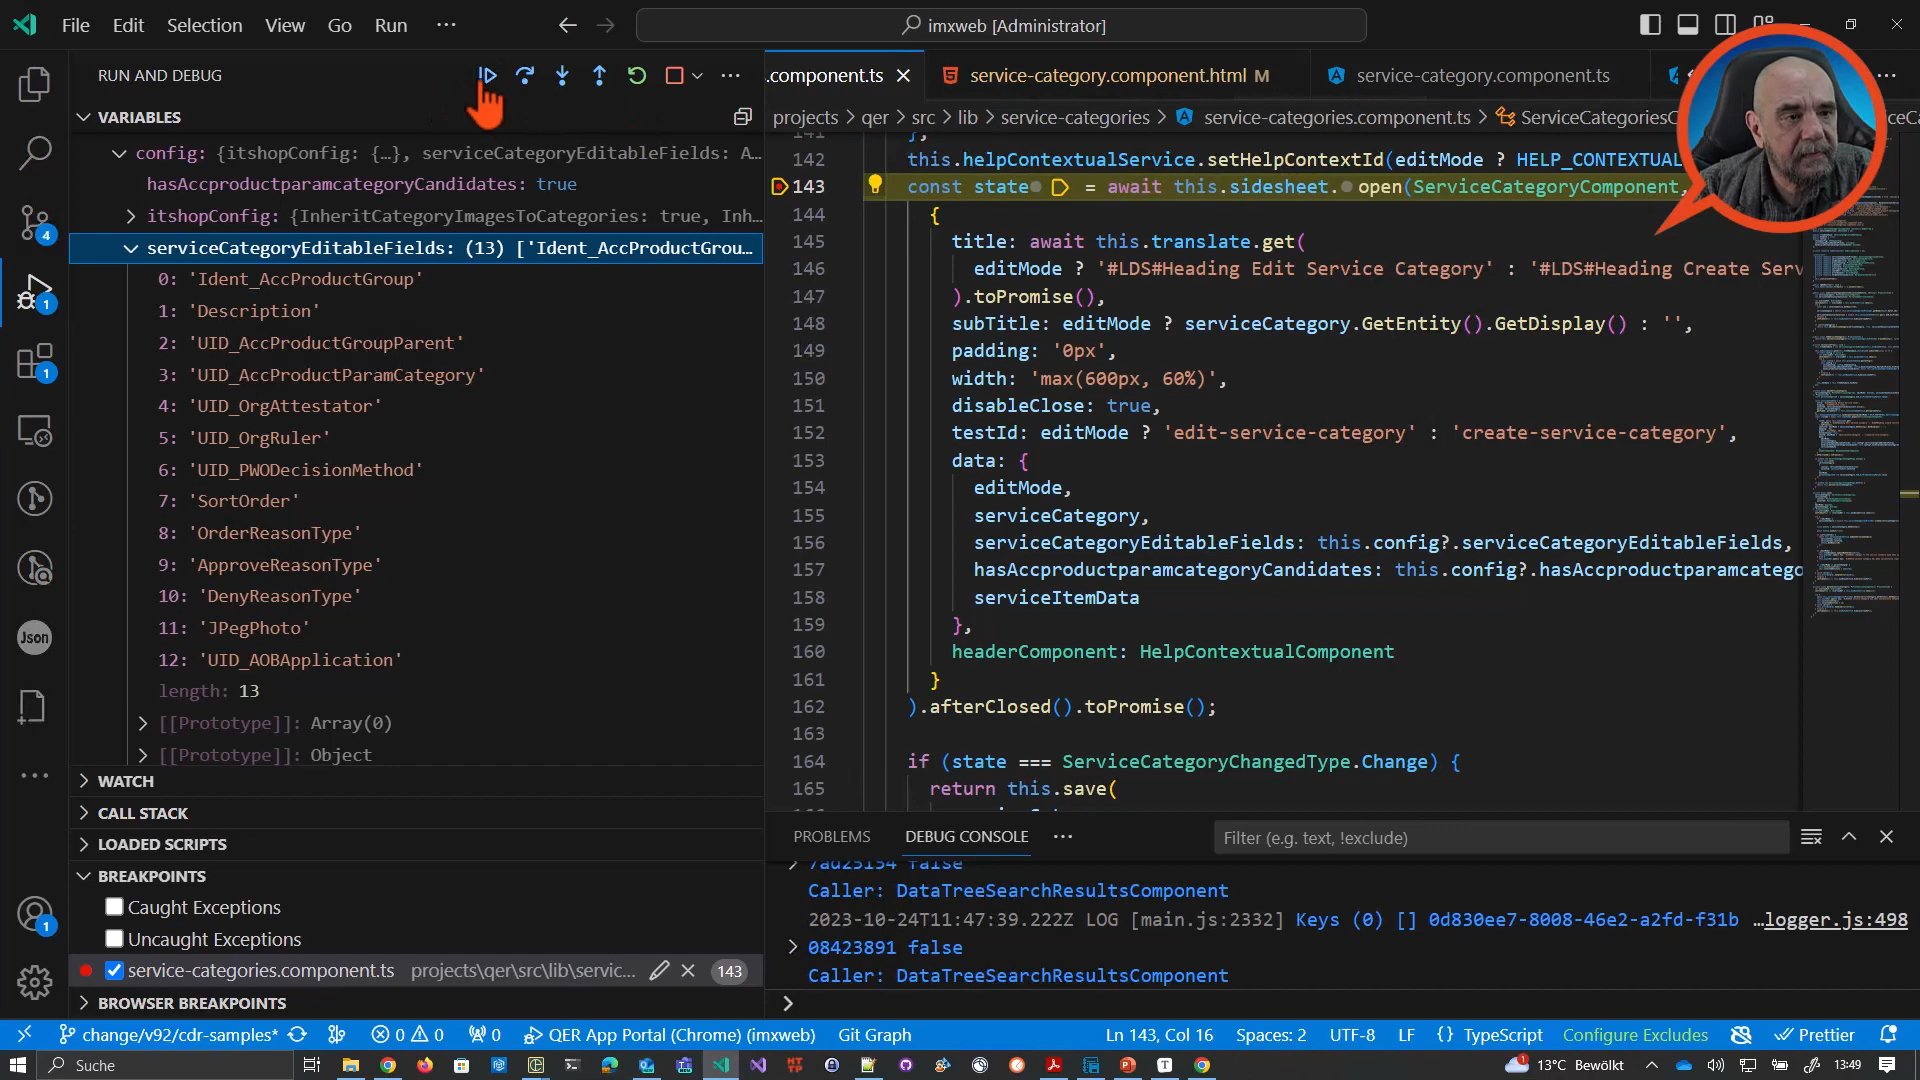 File Edit Selection View Go Run ··· imxweb [Administrator]
RUN AND DEBUG
.component.ts service-category.component.html M service-category.component.ts
VARIABLES
projects > qer > src > lib > service-categories > service-categories.component.ts > ServiceCategoriesC
config: {itshopConfig: {…}, serviceCategoryEditableFields: A…
hasAccproductparamcategoryCandidates: true
itshopConfig: {InheritCategoryImagesToCategories: true, Inh…
serviceCategoryEditableFields: (13) ['Ident_AccProductGrou…
0: 'Ident_AccProductGroup'
1: 'Description'
2: 'UID_AccProductGroupParent'
3: 'UID_AccProductParamCategory'
4: 'UID_OrgAttestator'
5: 'UID_OrgRuler'
6: 'UID_PWODecisionMethod'
7: 'SortOrder'
8: 'OrderReasonType'
9: 'ApproveReasonType'
10: 'DenyReasonType'
11: 'JPegPhoto'
12: 'UID_AOBApplication'
length: 13
[[Prototype]]: Array(0)
[[Prototype]]: Object
WATCH
CALL STACK
LOADED SCRIPTS
BREAKPOINTS
Caught Exceptions
Uncaught Exceptions
service-categories.component.ts projects\qer\src\lib\servic… 143
BROWSER BREAKPOINTS
4
1
1
Json
1
141 },
142 this.helpContextualService.setHelpContextId(editMode ? HELP_CONTEXTUAL
143 const state = await this.sidesheet.open(ServiceCategoryComponent,
144 {
145 title: await this.translate.get(
146 editMode ? '#LDS#Heading Edit Service Category' : '#LDS#Heading Create Serv
147 ).toPromise(),
148 subTitle: editMode ? serviceCategory.GetEntity().GetDisplay() : '',
149 padding: '0px',
150 width: 'max(600px, 60%)',
151 disableClose: true,
152 testId: editMode ? 'edit-service-category' : 'create-service-category',
153 data: {
154 editMode,
155 serviceCategory,
156 serviceCategoryEditableFields: this.config?.serviceCategoryEditableFields,
157 hasAccproductparamcategoryCandidates: this.config?.hasAccproductparamcatego
158 serviceItemData
159 },
160 headerComponent: HelpContextualComponent
161 }
162 ).afterClosed().toPromise();
163
164 if (state === ServiceCategoryChangedType.Change) {
165 return this.save(
PROBLEMS DEBUG CONSOLE ··· Filter (e.g. text, !exclude)
7ad25154 false
Caller: DataTreeSearchResultsComponent
2023-10-24T11:47:39.222Z LOG [main.js:2332] Keys (0) [] 0d830ee7-8008-46e2-a2fd-f31b …logger.js:498
08423891 false
Caller: DataTreeSearchResultsComponent
change/v92/cdr-samples* 0 0 0 QER App Portal (Chrome) (imxweb) Git Graph Ln 143, Col 16 Spaces: 2 UTF-8 LF {} TypeScript Configure Excludes Prettier
Suche 1 13°C Bewölkt 13:49